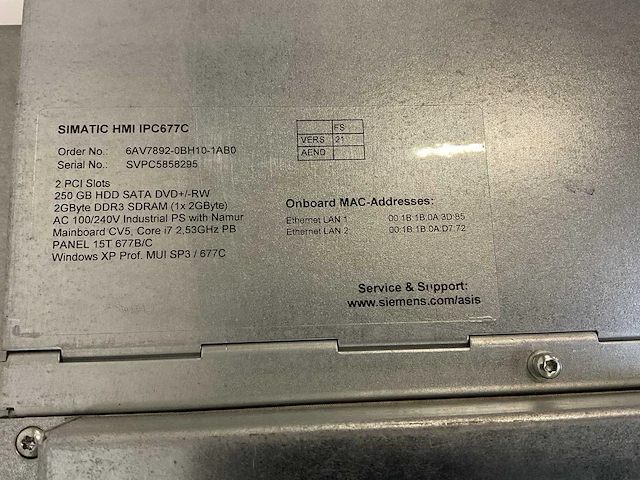 SIMATIC HMI IPC677C
Order No.: 6AV7892-0BH10-1AB0
Serial No.: SVPC5858295
FS
VERS 21
AEND
2 PCI Slots
250 GB HDD SATA DVD+/-RW
2GByte DDR3 SDRAM (1x 2GByte)
AC 100/240V Industrial PS with Namur
Mainboard CV5, Core i7 2,53GHz PB
PANEL 15T 677B/C
Windows XP Prof. MUI SP3 / 677C
Onboard MAC-Addresses:
Ethernet LAN 1: 00.1B.1B.0A.3D.85
Ethernet LAN 2: 00.1B.1B.0A.D7.72
Service & Support:
www.siemens.com/asis